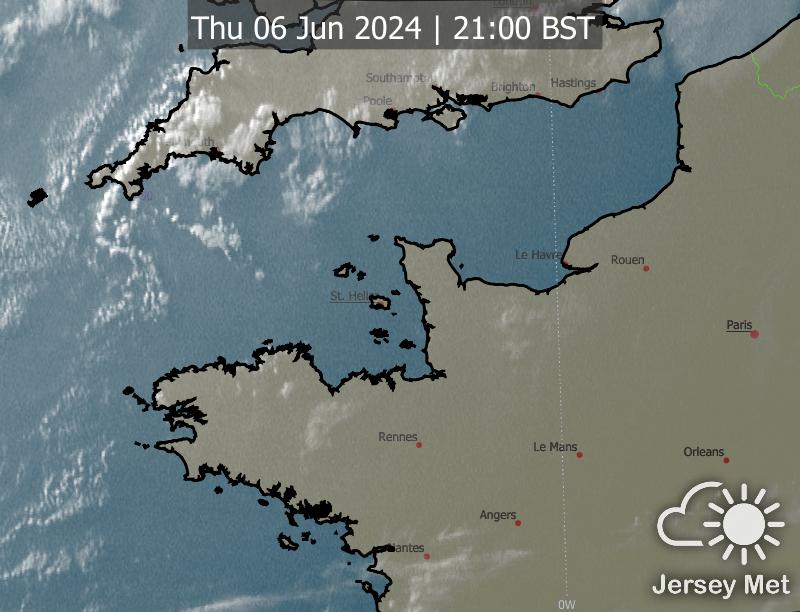 Thu 06 Jun 2024 | 21:00 BST
Southampton
Brighton
Hastings
Poole
Le Havre
Rouen
St. Helier
Paris
Rennes
Le Mans
Orleans
Angers
Nantes
Jersey Met
0W